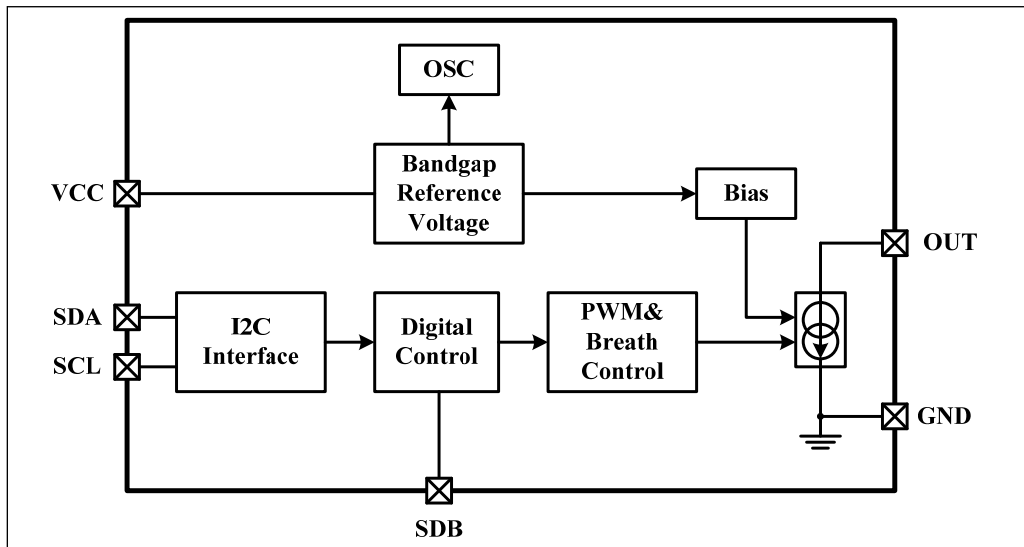 OSC
VCC
Bandgap
Reference
Voltage
Bias
OUT
SDA
SCL
I2C
Interface
Digital
Control
PWM&
Breath
Control
GND
SDB